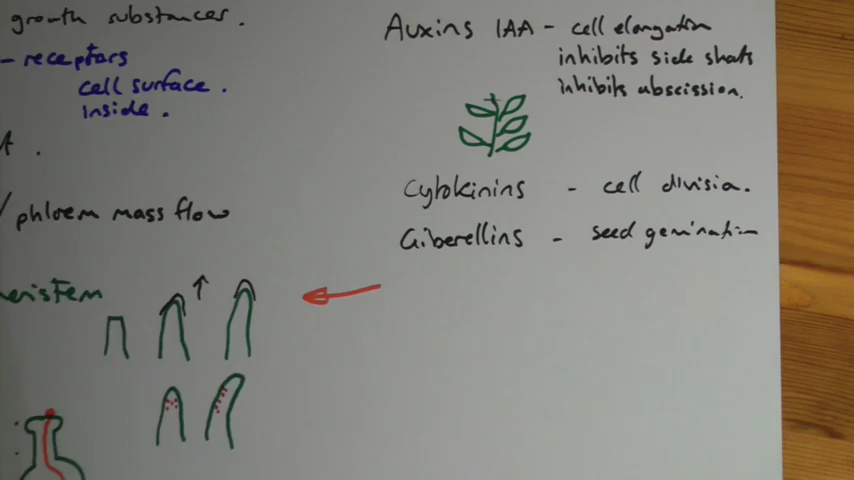 growth substances.
- receptors
cell surface.
inside.
A.
/ phloem mass flow
eristem
Auxins IAA - cell elongation
inhibits side shoots
inhibits abscission.
Cytokinins - cell division.
Giberellins - seed germination